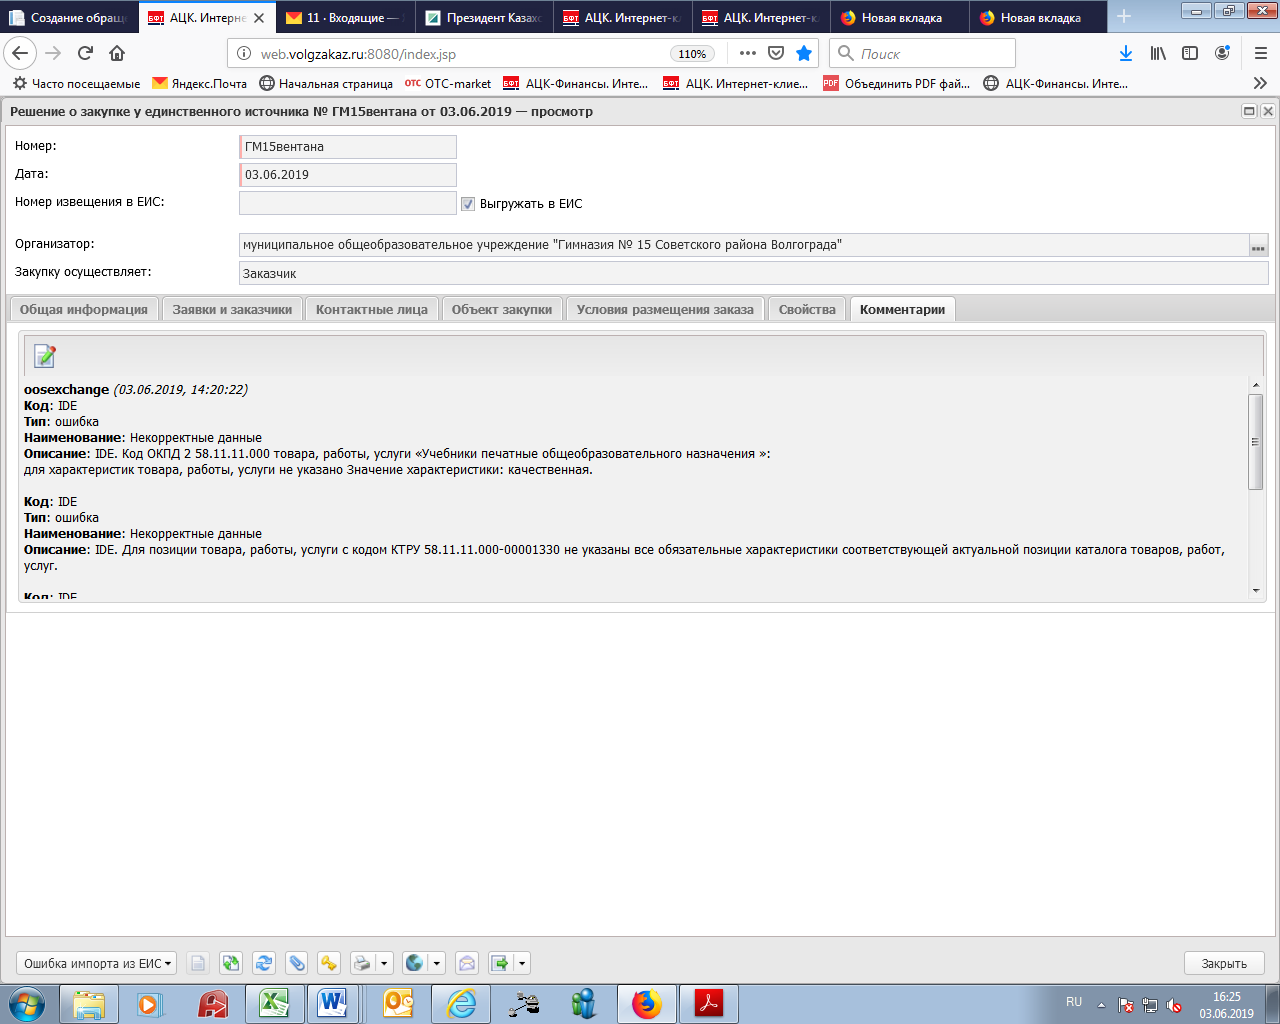 Создание обращ
АЦК. Интерне
11 · Входящие —
Президент Казахс
АЦК. Интернет-кл
АЦК. Интернет-кл
Новая вкладка
Новая вкладка
web.volgzakaz.ru:8080/index.jsp
110%
Поиск
Часто посещаемые
Яндекс.Почта
Начальная страница
ОТС-market
АЦК-Финансы. Инте...
АЦК. Интернет-клие...
Объединить PDF фай...
АЦК-Финансы. Инте...
Решение о закупке у единственного источника № ГМ15вентана от 03.06.2019 — просмотр
Номер: ГМ15вентана
Дата: 03.06.2019
Номер извещения в ЕИС: Выгружать в ЕИС
Организатор: муниципальное общеобразовательное учреждение "Гимназия № 15 Советского района Волгограда"
Закупку осуществляет: Заказчик
Общая информация
Заявки и заказчики
Контактные лица
Объект закупки
Условия размещения заказа
Свойства
Комментарии
oosexchange (03.06.2019, 14:20:22)
Код: IDE
Тип: ошибка
Наименование: Некорректные данные
Описание: IDE. Код ОКПД 2 58.11.11.000 товара, работы, услуги «Учебники печатные общеобразовательного назначения »:
для характеристик товара, работы, услуги не указано Значение характеристики: качественная.
Код: IDE
Тип: ошибка
Наименование: Некорректные данные
Описание: IDE. Для позиции товара, работы, услуги с кодом КТРУ 58.11.11.000-00001330 не указаны все обязательные характеристики соответствующей актуальной позиции каталога товаров, работ,
услуг.
Код: IDE
Ошибка импорта из ЕИС
Закрыть
RU
16:25
03.06.2019